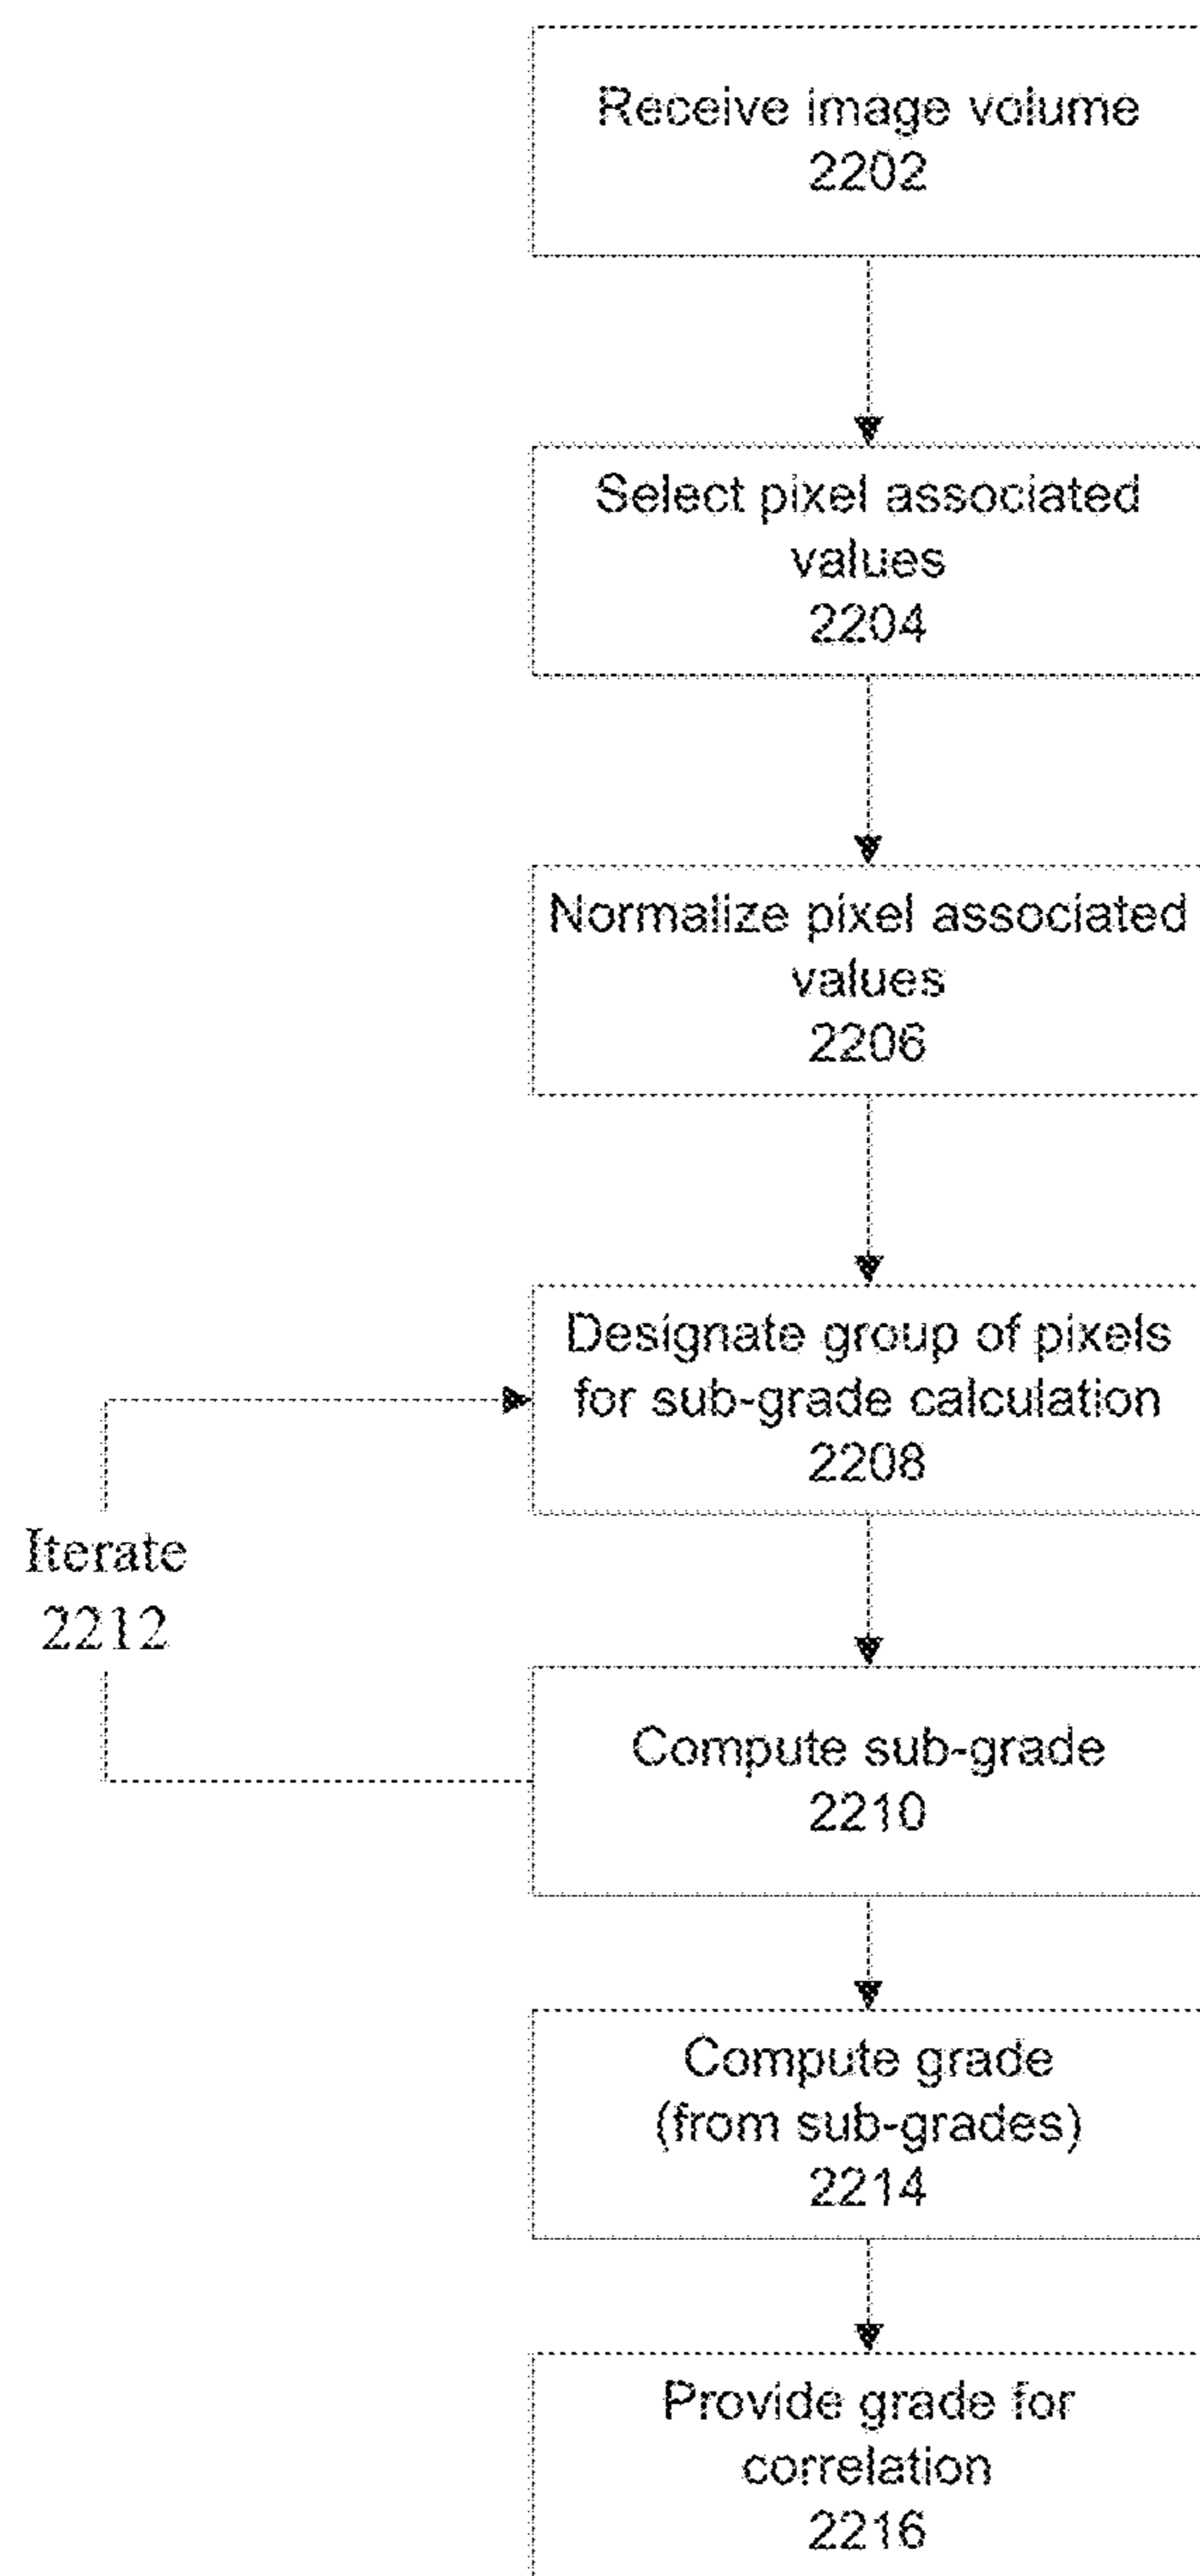 Receive image volume
2202
Select pixel associated
values
2204
Normalize pixel associated
values
2206
Designate group of pixels
for sub-grade calculation
2208
Iterate
2212
Compute sub-grade
2210
Compute grade
(from sub-grades)
2214
Provide grade for
correlation
2216